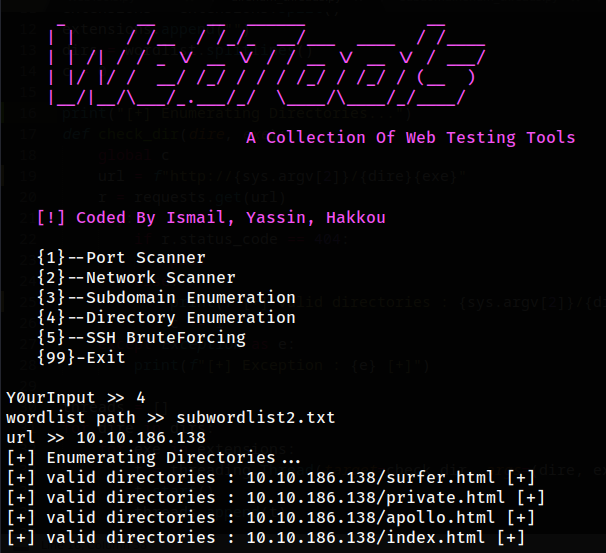 WebTools
A Collection Of Web Testing Tools
[!] Coded By Ismail, Yassin, Hakkou
{1}--Port Scanner
{2}--Network Scanner
{3}--Subdomain Enumeration
{4}--Directory Enumeration
{5}--SSH BruteForcing
{99}-Exit
Y0urInput >> 4
wordlist path >> subwordlist2.txt
url >> 10.10.186.138
[+] Enumerating Directories...
[+] valid directories : 10.10.186.138/surfer.html [+]
[+] valid directories : 10.10.186.138/private.html [+]
[+] valid directories : 10.10.186.138/apollo.html [+]
[+] valid directories : 10.10.186.138/index.html [+]